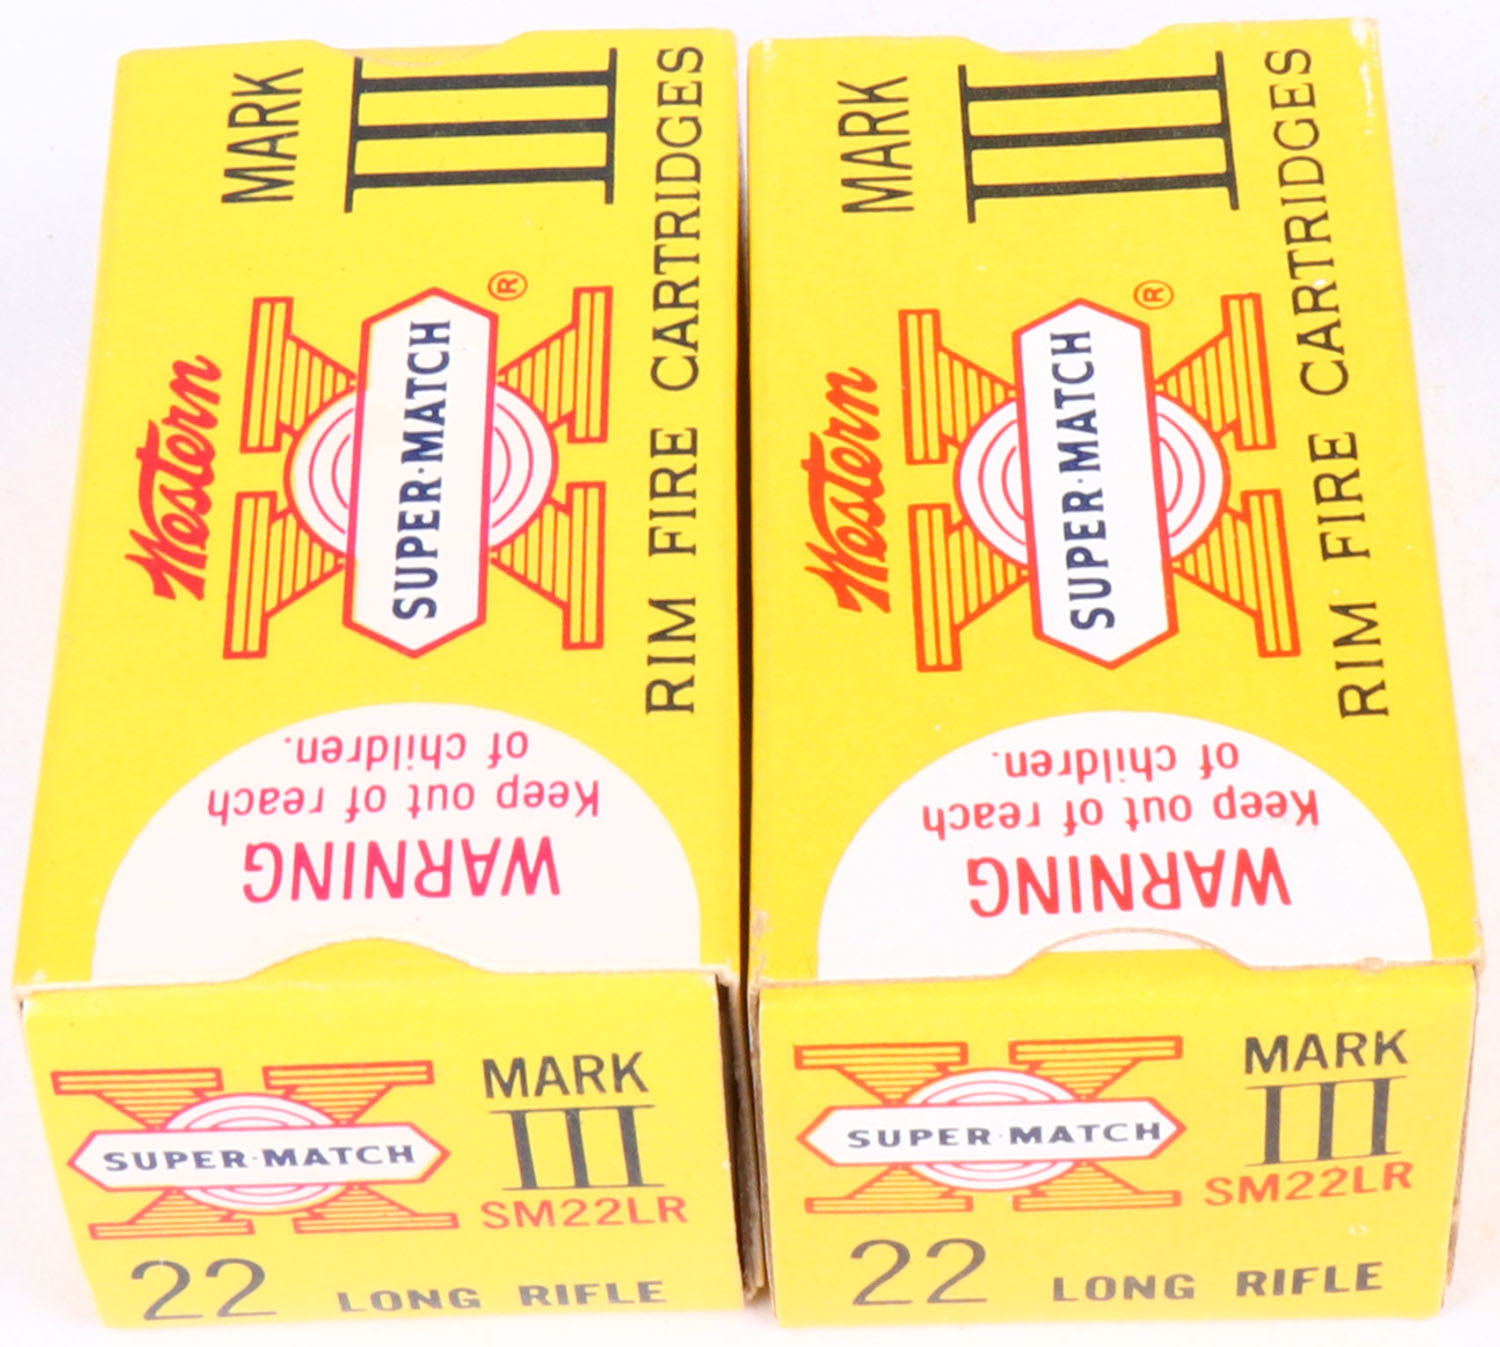 MARK
III
Western
SUPER·MATCH
®
RIM FIRE CARTRIDGES
WARNING
Keep out of reach
of children.
SUPER·MATCH
MARK
III
SM22LR
22 LONG RIFLE
MARK
III
Western
SUPER·MATCH
®
RIM FIRE CARTRIDGES
WARNING
Keep out of reach
of children.
SUPER·MATCH
MARK
III
SM22LR
22 LONG RIFLE